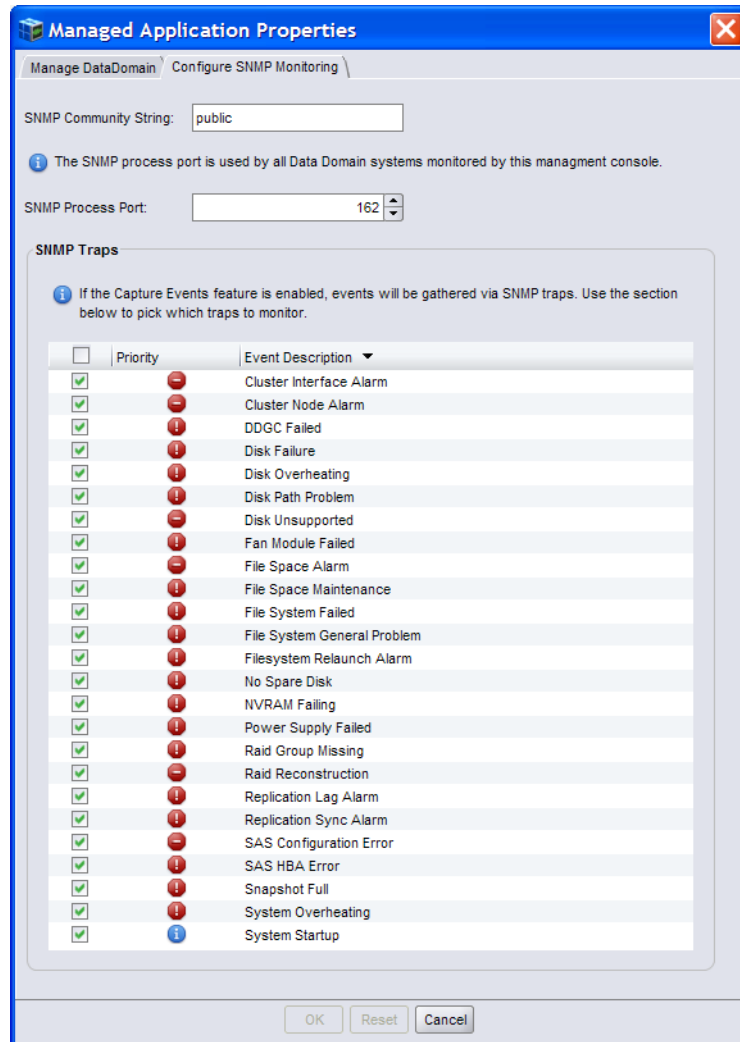 Managed Application Properties
Manage DataDomain Configure SNMP Monitoring
SNMP Community String: public
The SNMP process port is used by all Data Domain systems monitored by this managment console.
SNMP Process Port: 162
SNMP Traps
If the Capture Events feature is enabled, events will be gathered via SNMP traps. Use the section
below to pick which traps to monitor.
Priority Event Description
Cluster Interface Alarm
Cluster Node Alarm
DDGC Failed
Disk Failure
Disk Overheating
Disk Path Problem
Disk Unsupported
Fan Module Failed
File Space Alarm
File Space Maintenance
File System Failed
File System General Problem
Filesystem Relaunch Alarm
No Spare Disk
NVRAM Failing
Power Supply Failed
Raid Group Missing
Raid Reconstruction
Replication Lag Alarm
Replication Sync Alarm
SAS Configuration Error
SAS HBA Error
Snapshot Full
System Overheating
System Startup
OK Reset Cancel